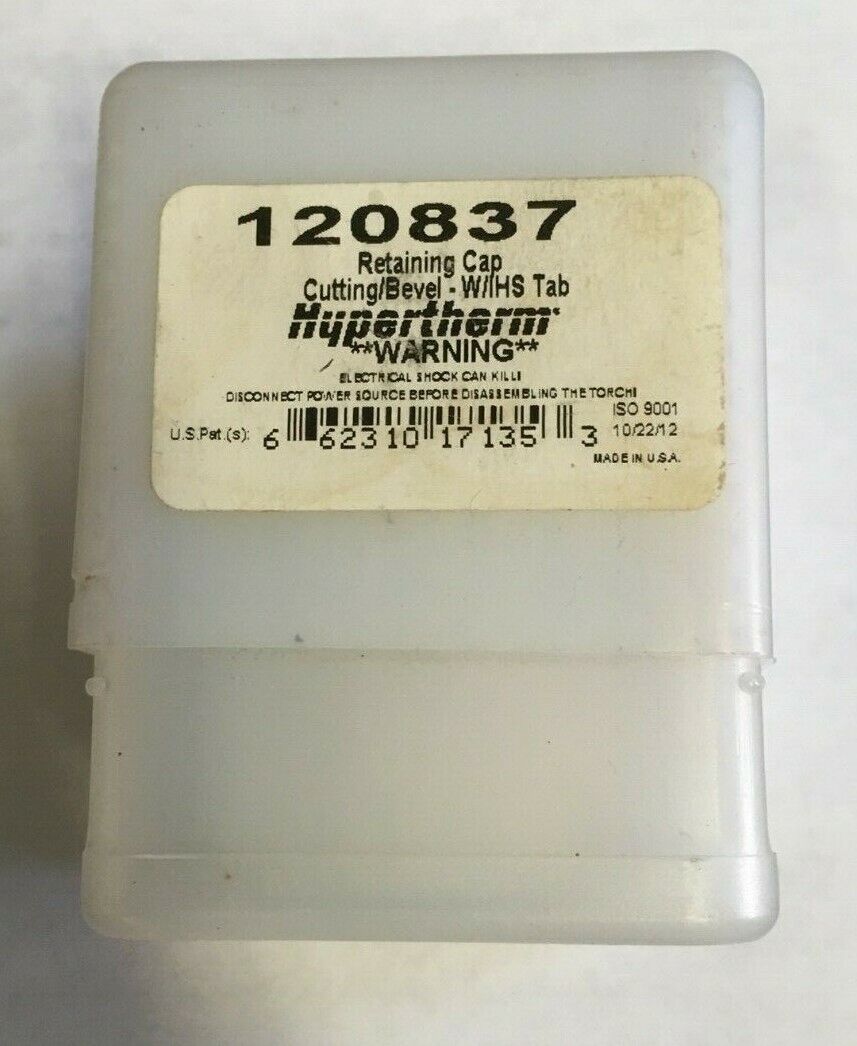 120837
Retaining Cap
Cutting/Bevel - W/IHS Tab
Hypertherm®
**WARNING**
ELECTRICAL SHOCK CAN KILL!
DISCONNECT POWER SOURCE BEFORE DISASSEMBLING THE TORCH!
ISO 9001
U.S.Pat.(s): 6 62310 17135 3 10/22/12
MADE IN U.S.A.